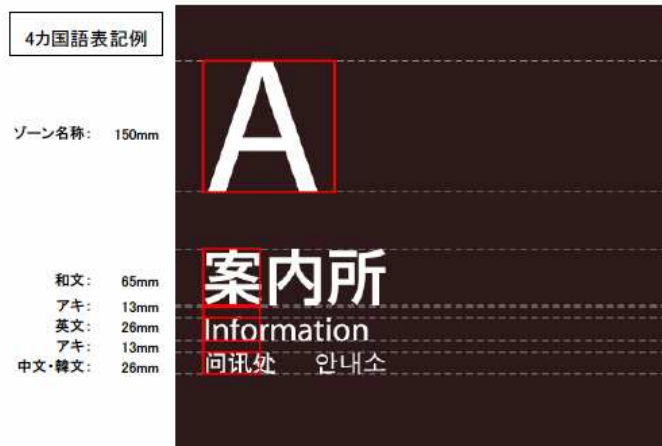 4カ国語表記例
ゾーン名称： 150mm
A
和文： 65mm
アキ： 13mm
英文： 26mm
アキ： 13mm
中文・韓文： 26mm
案内所
Information
问讯处 안내소